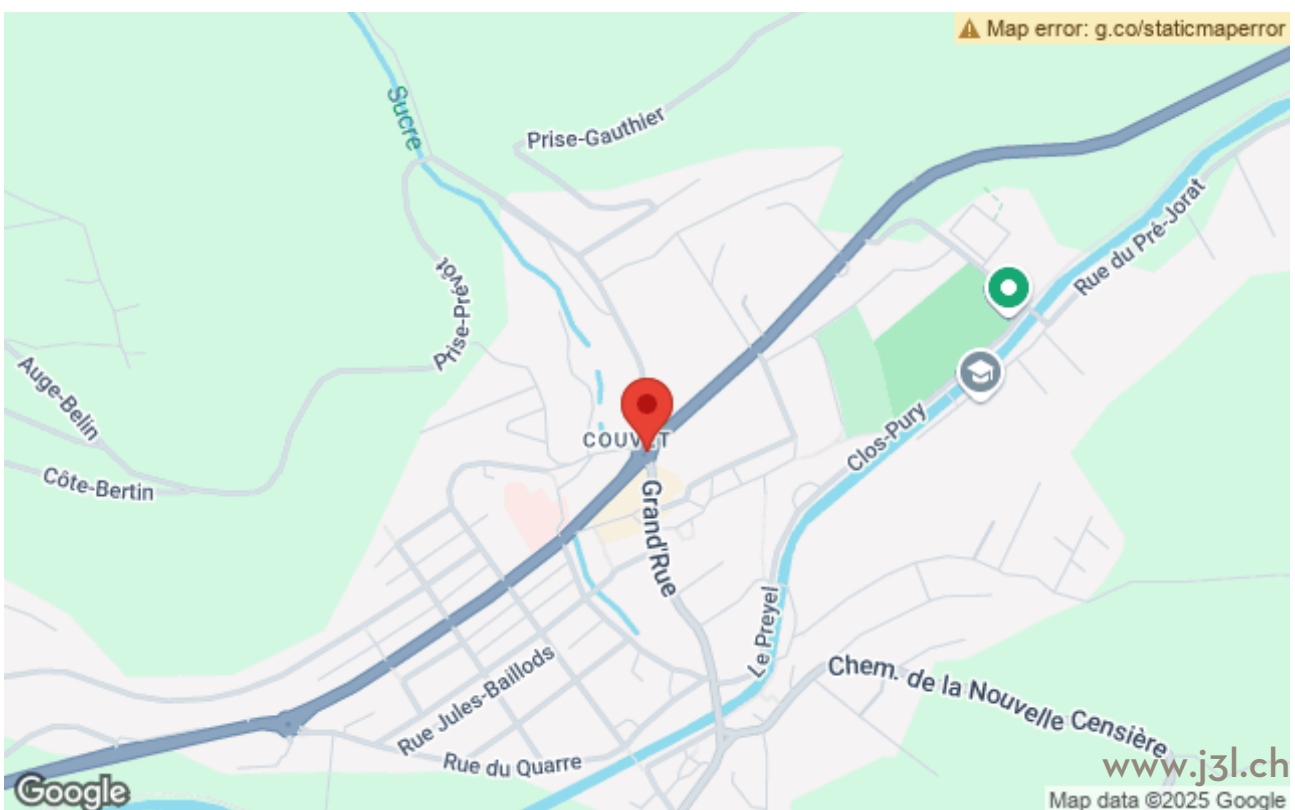 Map error: g.co/staticmaperror
Sucre
Prise-Gauthier
Rue du Pré-Jorat
Prise-Prévôt
Auge-Belin
COUVET
Clos-Pury
Côte-Bertin
Grand'Rue
Le Preyel
Rue Jules-Baillods
Chem. de la Nouvelle Censière
Rue du Quarre
www.j3l.ch
Google
Map data ©2025 Google